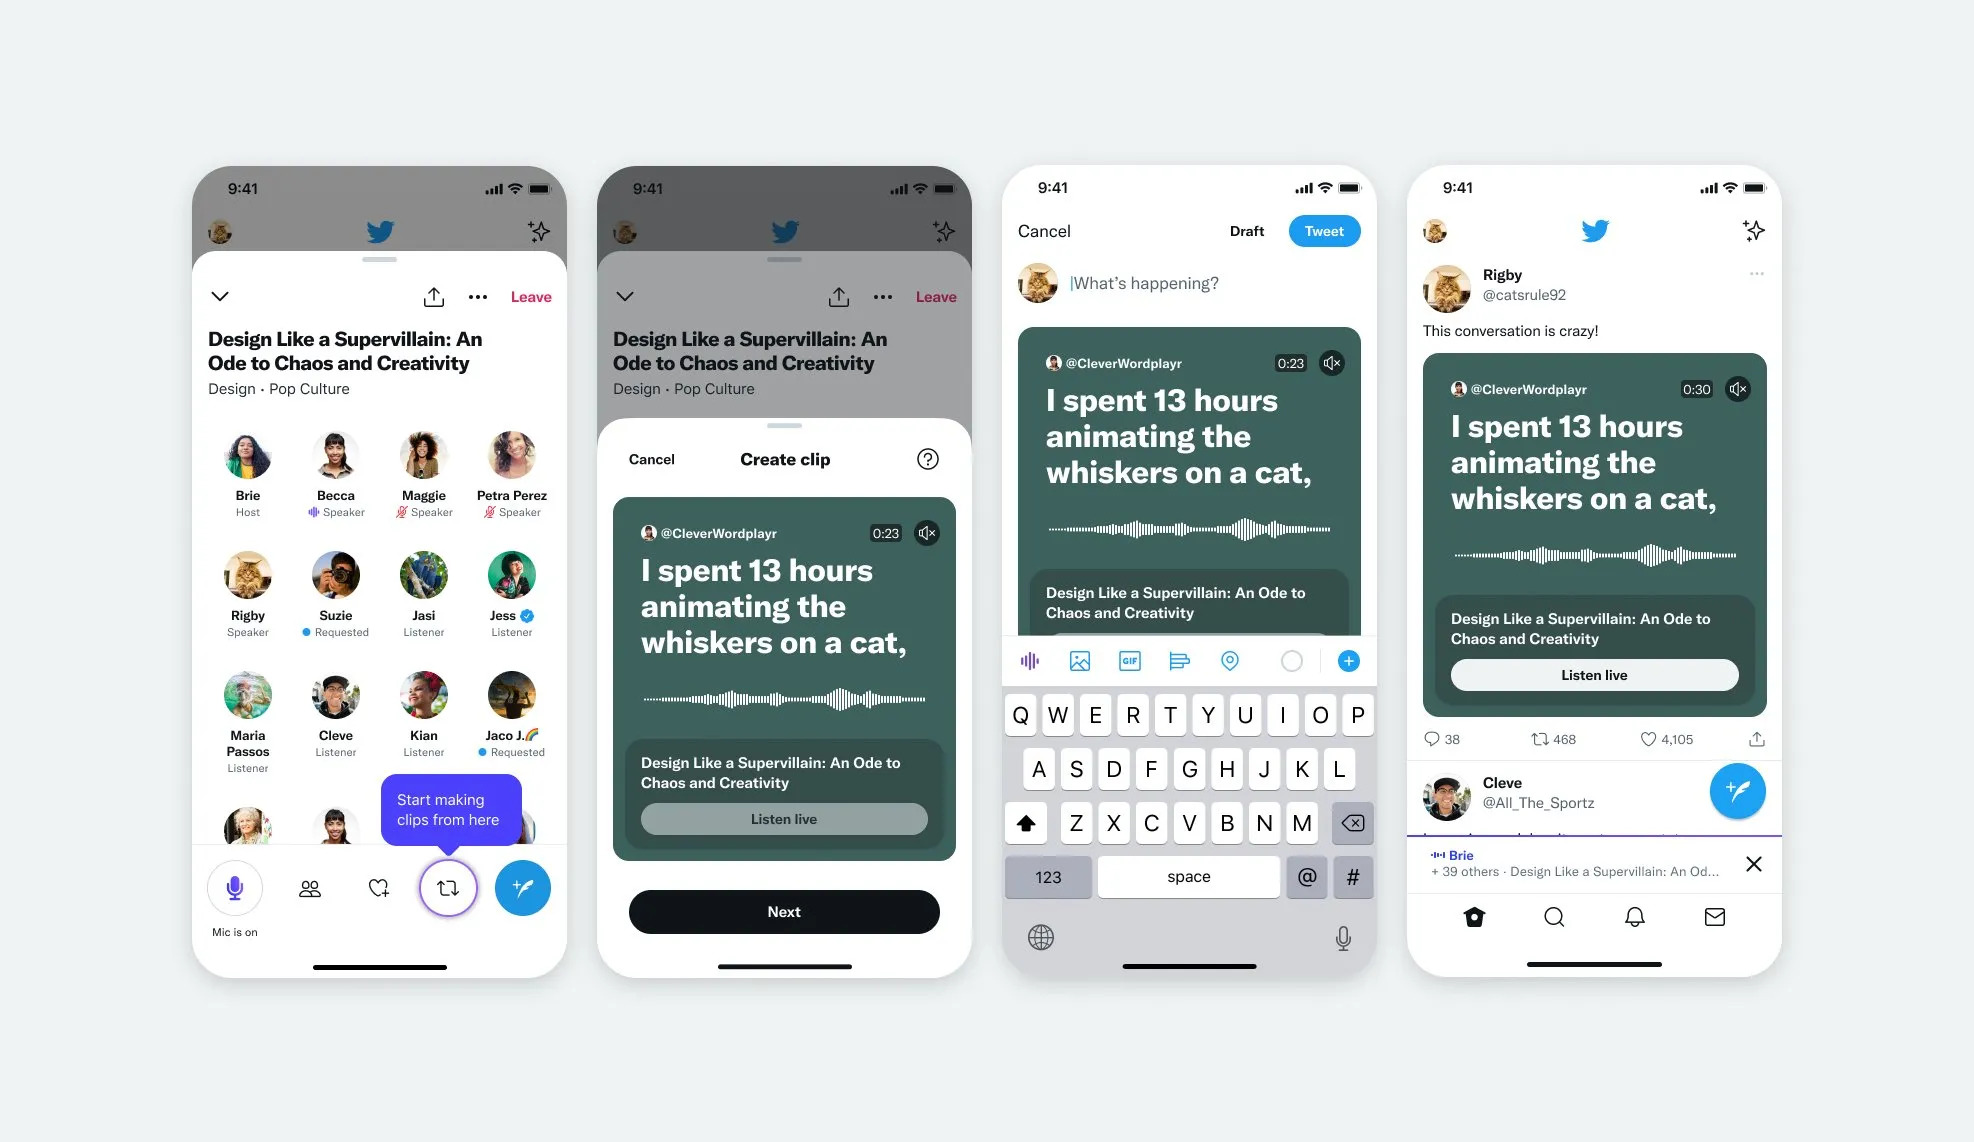 9:41
Leave
Design Like a Supervillain: An
Ode to Chaos and Creativity
Design · Pop Culture
Brie
Host
Becca
Speaker
Maggie
Speaker
Petra Perez
Speaker
Rigby
Speaker
Suzie
Requested
Jasi
Listener
Jess
Listener
Maria
Passos
Listener
Cleve
Listener
Kian
Listener
Jaco J.🌈
Requested
Start making
clips from here
Mic is on
9:41
Leave
Design Like a Supervillain: An
Ode to Chaos and Creativity
Design · Pop Culture
Cancel
Create clip
@CleverWordplayr
0:23
I spent 13 hours
animating the
whiskers on a cat,
Design Like a Supervillain: An Ode to
Chaos and Creativity
Listen live
Next
9:41
Cancel
Draft
Tweet
What's happening?
@CleverWordplayr
0:23
I spent 13 hours
animating the
whiskers on a cat,
Design Like a Supervillain: An Ode to
Chaos and Creativity
GIF
Q W E R T Y U I O P
A S D F G H J K L
Z X C V B N M
123 space @ #
9:41
Rigby
@catsrule92
This conversation is crazy!
@CleverWordplayr
0:30
I spent 13 hours
animating the
whiskers on a cat,
Design Like a Supervillain: An Ode to
Chaos and Creativity
Listen live
38 468 4,105
Cleve
@All_The_Sportz
Brie
+ 39 others · Design Like a Supervillain: An Od...